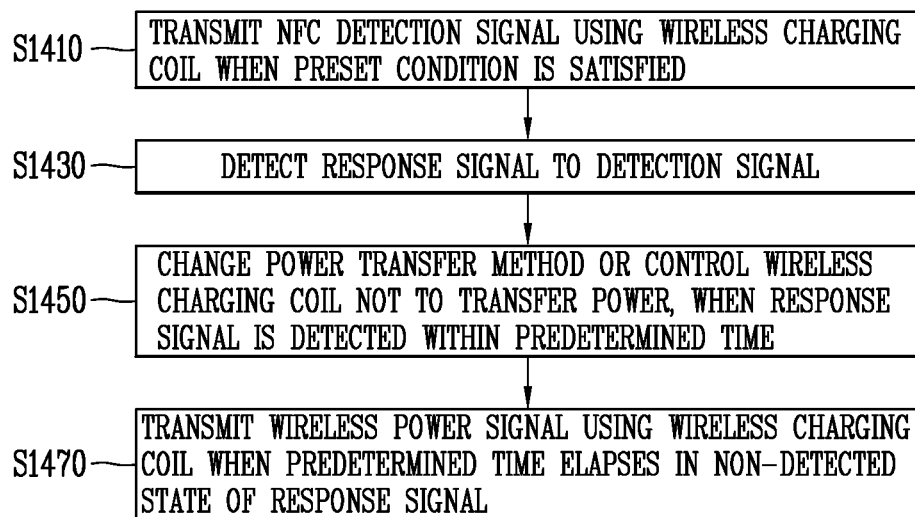 S1410
TRANSMIT NFC DETECTION SIGNAL USING WIRELESS CHARGING
COIL WHEN PRESET CONDITION IS SATISFIED
S1430
DETECT RESPONSE SIGNAL TO DETECTION SIGNAL
S1450
CHANGE POWER TRANSFER METHOD OR CONTROL WIRELESS
CHARGING COIL NOT TO TRANSFER POWER, WHEN RESPONSE
SIGNAL IS DETECTED WITHIN PREDETERMINED TIME
S1470
TRANSMIT WIRELESS POWER SIGNAL USING WIRELESS CHARGING
COIL WHEN PREDETERMINED TIME ELAPSES IN NON-DETECTED
STATE OF RESPONSE SIGNAL